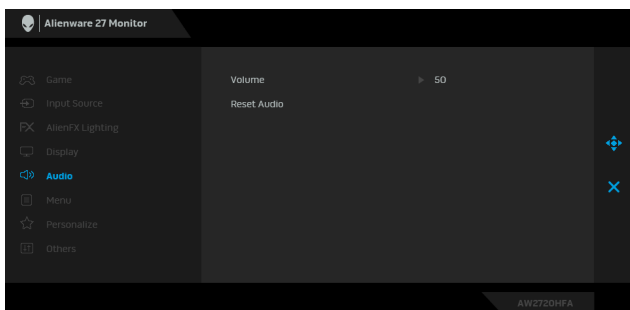 Alienware 27 Monitor
Game
Input Source
AlienFX Lighting
Display
Audio
Menu
Personalize
Others
Volume 50
Reset Audio
AW2720HFA